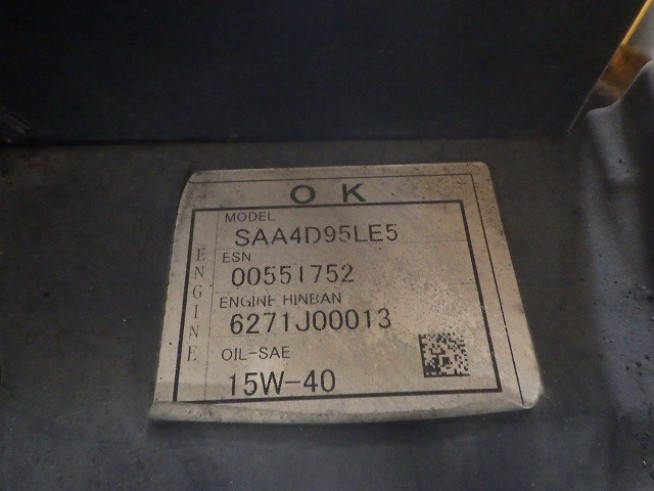 OK
ENGINE
MODEL
SAA4D95LE5
ESN
00551752
ENGINE HINBAN
6271J00013
OIL-SAE
15W-40